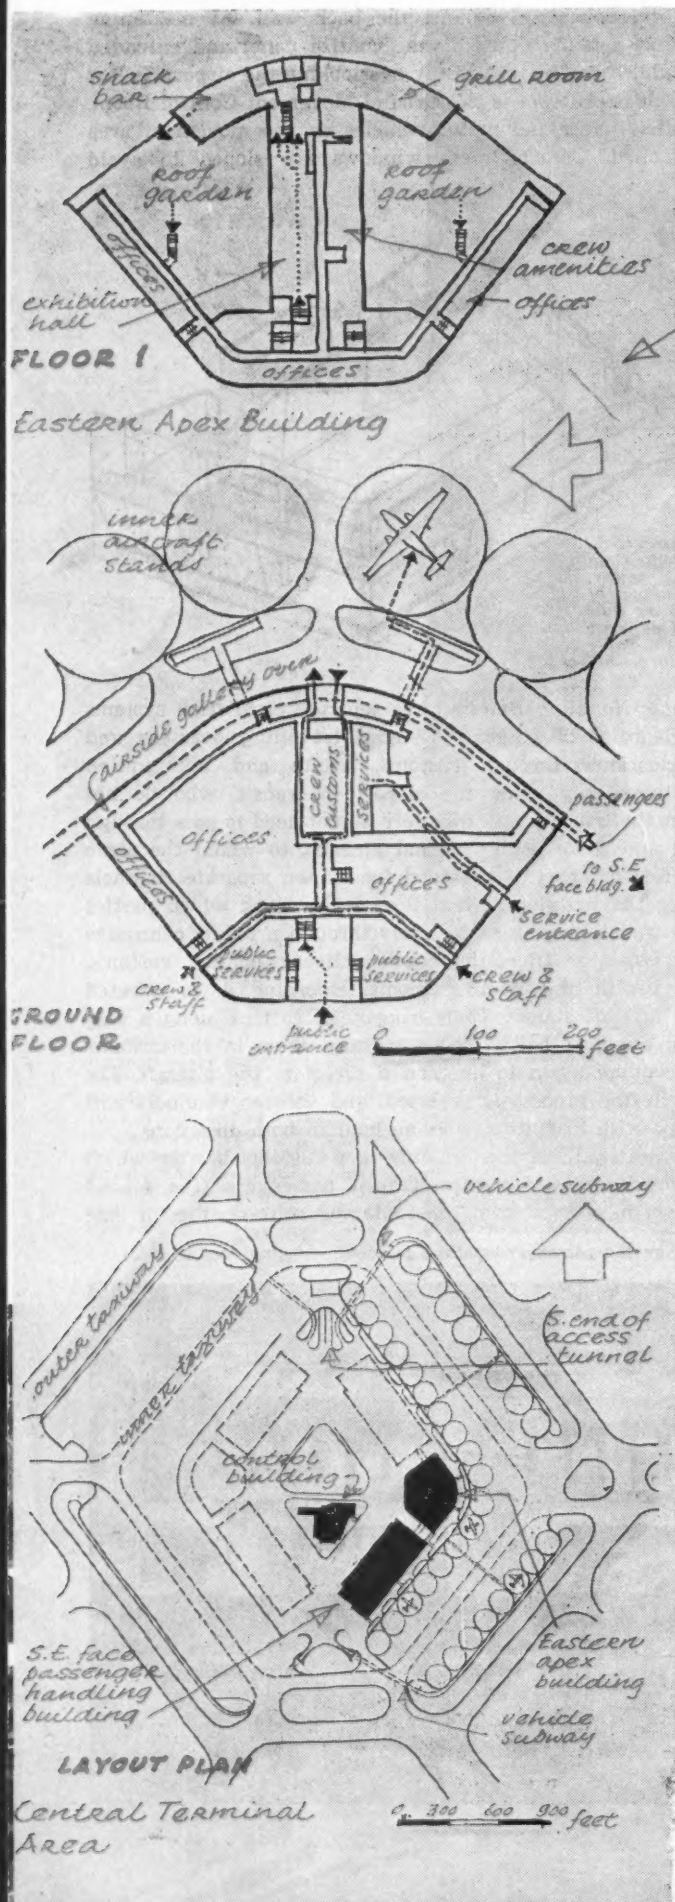 snack
bar
grill room
roof
garden
roof
garden
offices
crew
amenities
exhibition
hall
offices
FLOOR 1
offices
Eastern Apex Building
inner
aircraft
stands
airside gallery over
crew
customs
services
passengers
offices
offices
offices
to S.E
face bldg.
service
entrance
public
services
public
services
crew &
staff
crew &
staff
GROUND
FLOOR
public
entrance
0 100 200
feet
vehicle subway
outer taxiway
inner taxiway
S. end of
access
tunnel
control
building
S.E. face
passenger
handling
building
Eastern
apex
building
vehicle
subway
LAYOUT PLAN
Central Terminal
Area
0 300 600 900 feet